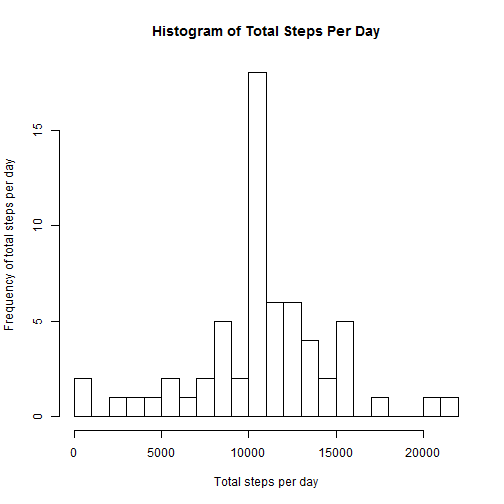 Histogram of Total Steps Per Day
Frequency of total steps per day
15
10
5
0
0 5000 10000 15000 20000
Total steps per day